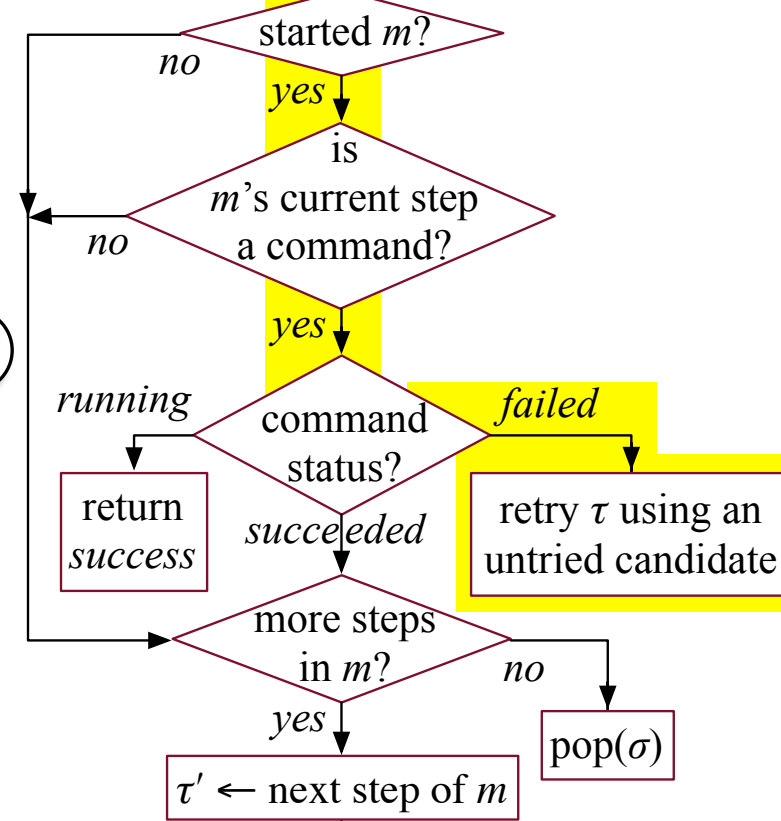 started m?
no
yes
is
m’s current step
a command?
no
yes
running
command
status?
failed
return
success
succeeded
retry τ using an
untried candidate
more steps
in m?
no
yes
pop(σ)
τ′ ← next step of m